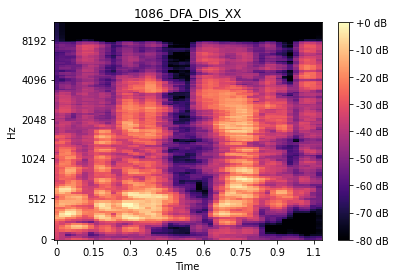 1086_DFA_DIS_XX
8192
4096
2048
1024
512
0
Hz
0 0.15 0.3 0.45 0.6 0.75 0.9 1.1
Time
+0 dB
-10 dB
-20 dB
-30 dB
-40 dB
-50 dB
-60 dB
-70 dB
-80 dB